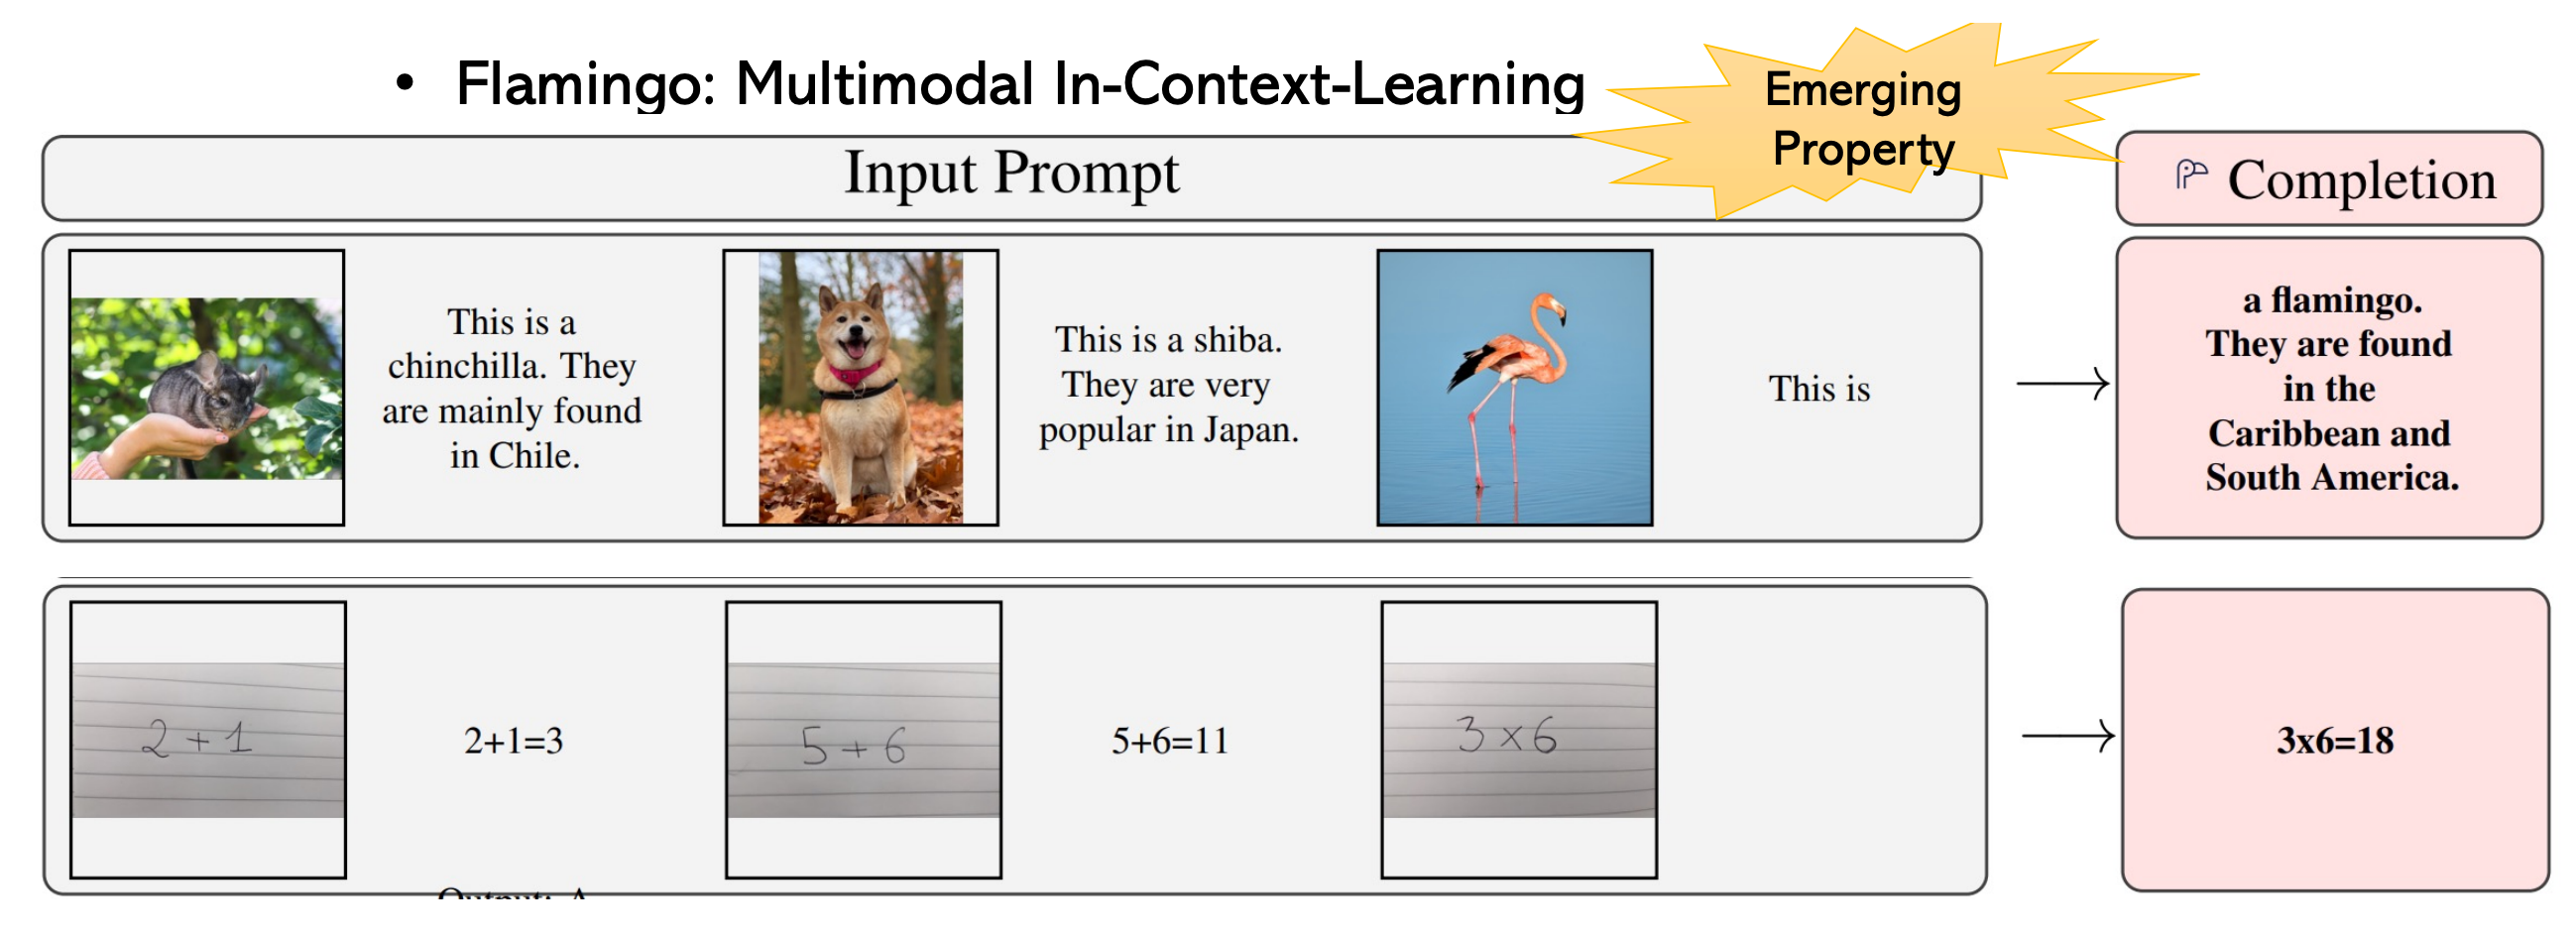 • Flamingo: Multimodal In-Context-Learning
Emerging
Property
Input Prompt
Completion
This is a
chinchilla. They
are mainly found
in Chile.
This is a shiba.
They are very
popular in Japan.
This is
a flamingo.
They are found
in the
Caribbean and
South America.
2 + 1
2+1=3
5 + 6
5+6=11
3 × 6
3x6=18